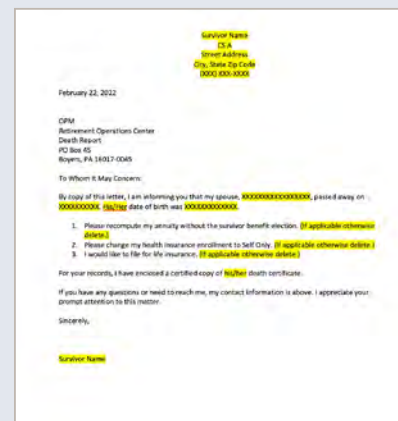 Survivor Name
CS A
Street Address
City, State Zip Code
(XXX) XXX-XXXX
February 22, 2022
OPM
Retirement Operations Center
Death Report
PO Box 45
Boyers, PA 16017-0045
To Whom It May Concern:
By copy of this letter, I am informing you that my spouse, XXXXXXXXXXXXXXXXX, passed away on
XXXXXXXXXX. His/Her date of birth was XXXXXXXXXXXXX.
1. Please recompute my annuity without the survivor benefit election. (If applicable otherwise
delete.)
2. Please change my health insurance enrollment to Self Only. (If applicable otherwise delete.)
3. I would like to file for life insurance. (If applicable otherwise delete.)
For your records, I have enclosed a certified copy of his/her death certificate.
If you have any questions or need to reach me, my contact information is above. I appreciate your
prompt attention to this matter.
Sincerely,
Survivor Name